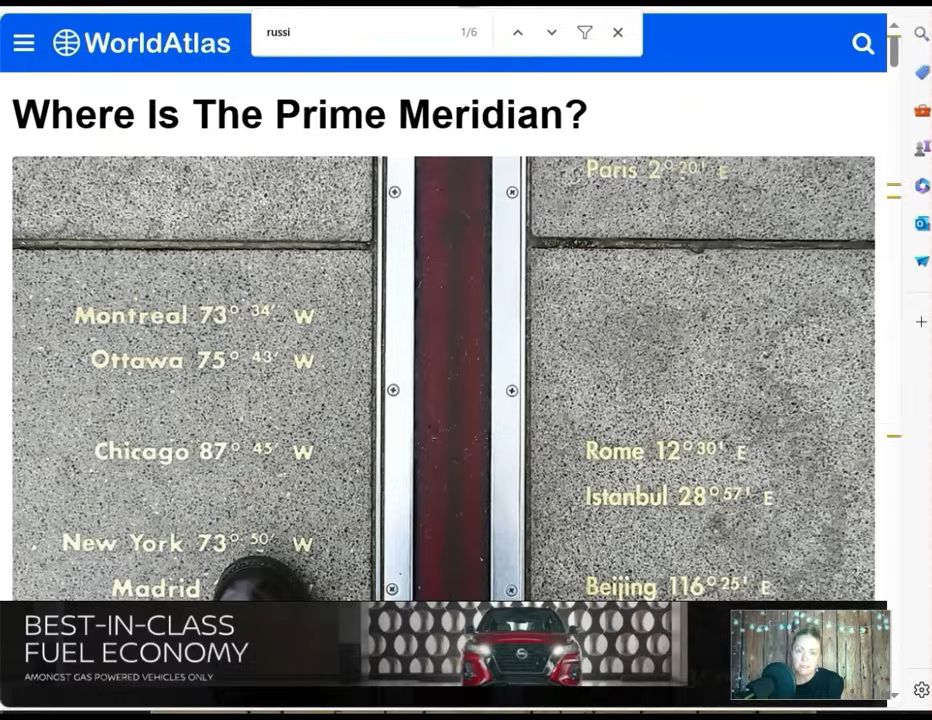 WorldAtlas
russi
1/6
Where Is The Prime Meridian?
Paris 2° 20' E
Montreal 73° 34' W
Ottawa 75° 43' W
Chicago 87° 45' W
Rome 12° 30' E
Istanbul 28° 57' E
New York 73° 50' W
Madrid
Beijing 116° 25' E
BEST-IN-CLASS
FUEL ECONOMY
AMONGST GAS POWERED VEHICLES ONLY